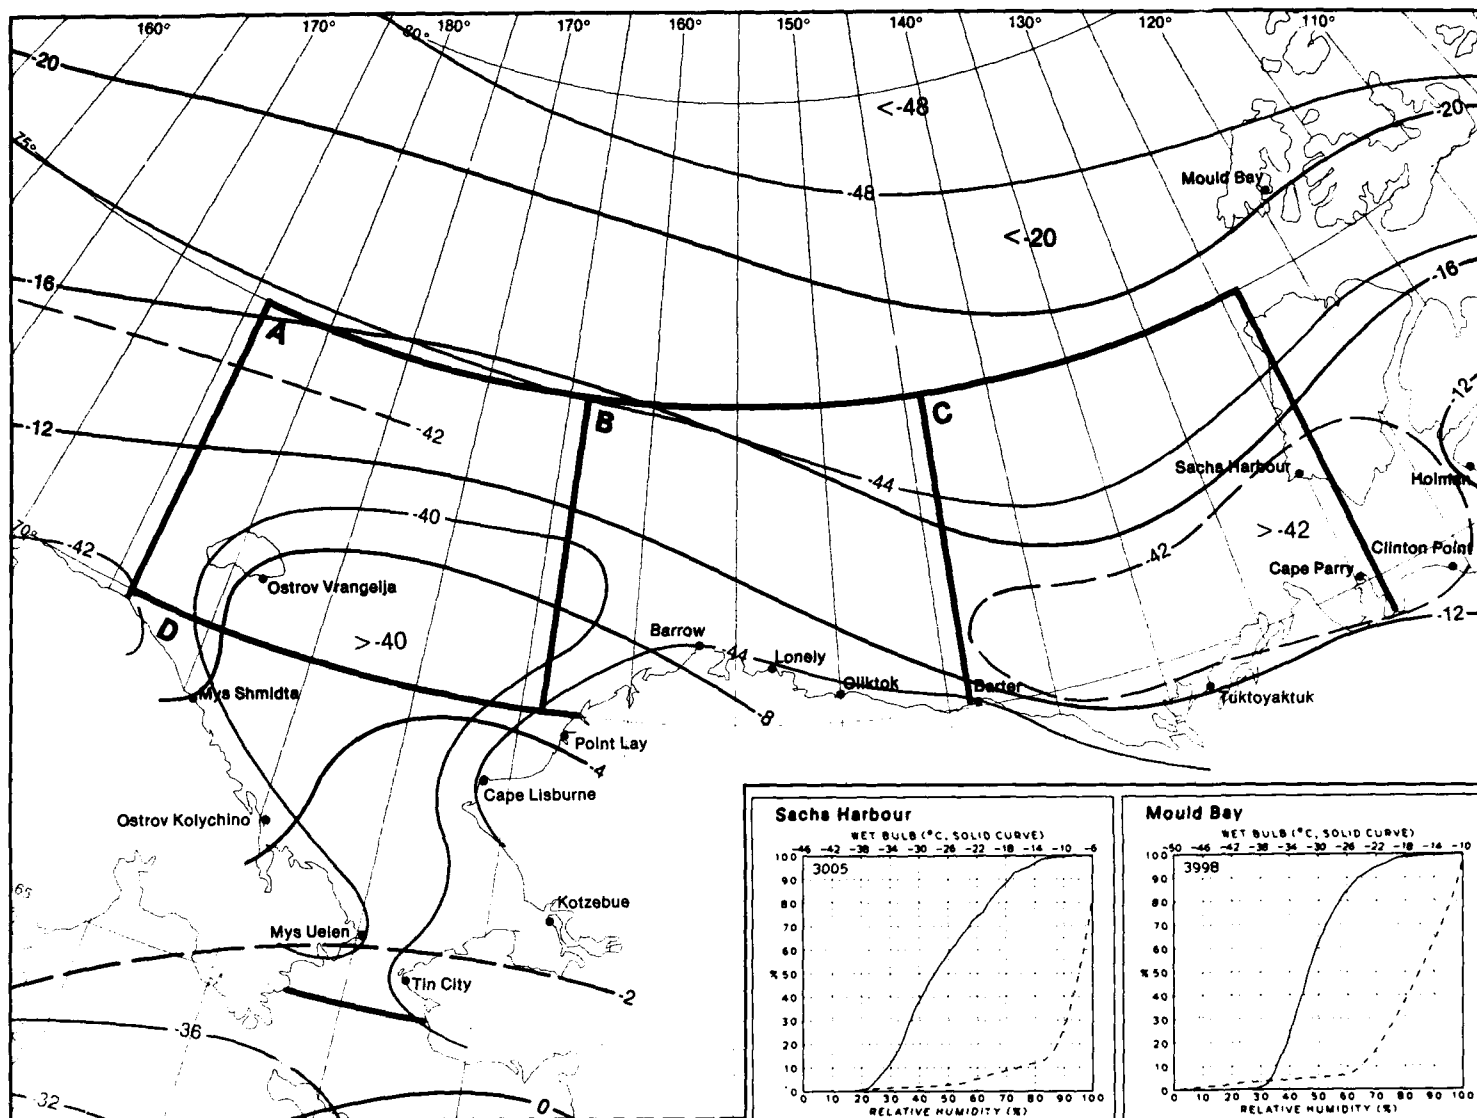 160° 170° 180° 170° 160° 150° 140° 130° 120° 110°
80°
-20
<-48
-20
75°
Mould Bay
-48
<-20
-16
-16
A
B
C
-42
-12
-12
-44
Sachs Harbour
Holman
-40
70°
-42
>-42
-42
Clinton Point
Cape Parry
Ostrov Vrangelja
-12
D
>-40
Barrow
-44
Lonely
Oliktok
Barter
Tuktoyaktuk
Mys Shmidta
-8
Point Lay
-4
Cape Lisburne
Ostrov Kolychino
65
Kotzebue
Mys Uelen
Tin City
-2
-36
-32
0
Sachs Harbour
WET BULB (°C, SOLID CURVE)
-46 -42 -38 -34 -30 -26 -22 -18 -14 -10 -6
3005
100
90
80
70
60
%50
40
30
20
10
0
0 10 20 30 40 50 60 70 80 90 100
RELATIVE HUMIDITY (%)
Mould Bay
WET BULB (°C, SOLID CURVE)
-50 -46 -42 -38 -34 -30 -26 -22 -18 -14 -10
3998
100
90
80
70
60
%50
40
30
20
10
0
0 10 20 30 40 50 60 70 80 90 100
RELATIVE HUMIDITY (%)